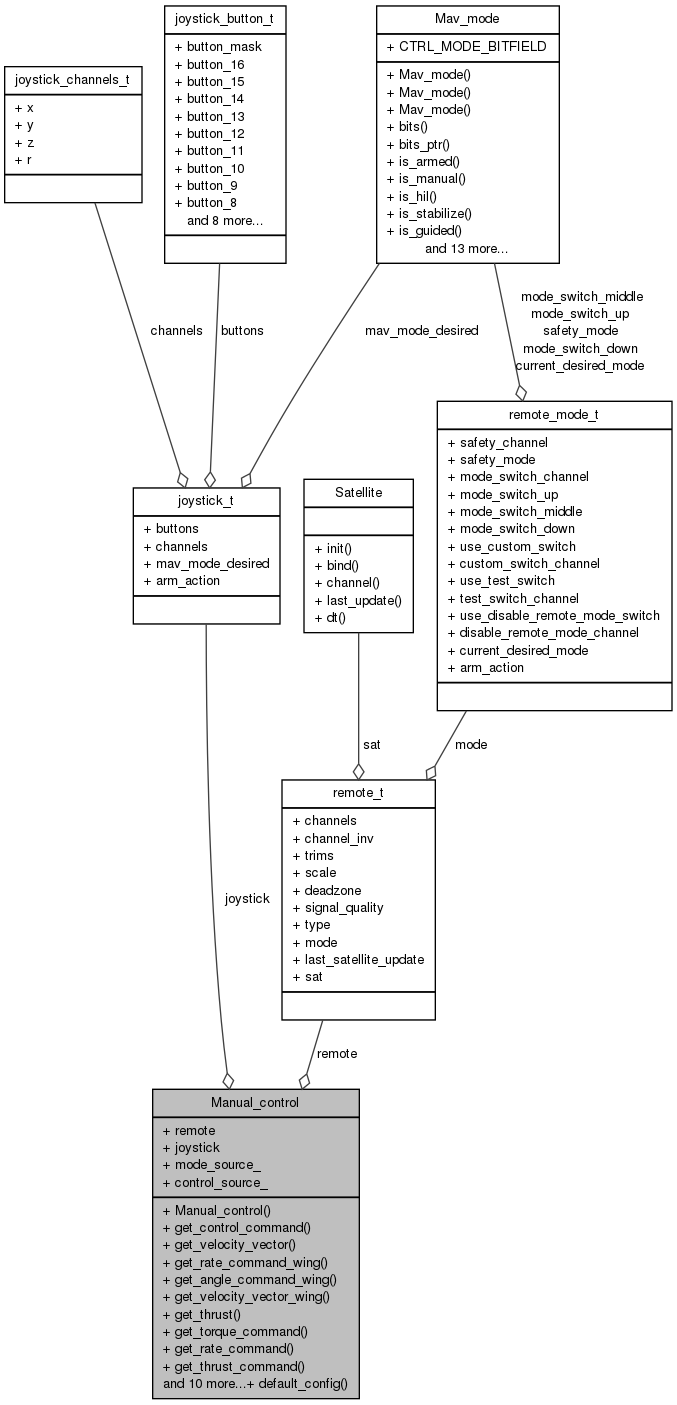 joystick_button_t
+ button_mask
+ button_16
+ button_15
+ button_14
+ button_13
+ button_12
+ button_11
+ button_10
+ button_9
+ button_8
and 8 more...
Mav_mode
+ CTRL_MODE_BITFIELD
+ Mav_mode()
+ Mav_mode()
+ Mav_mode()
+ bits()
+ bits_ptr()
+ is_armed()
+ is_manual()
+ is_hil()
+ is_stabilize()
+ is_guided()
and 13 more...
joystick_channels_t
+ x
+ y
+ z
+ r
channels
buttons
mav_mode_desired
mode_switch_middle
mode_switch_up
safety_mode
mode_switch_down
current_desired_mode
remote_mode_t
+ safety_channel
+ safety_mode
+ mode_switch_channel
+ mode_switch_up
+ mode_switch_middle
+ mode_switch_down
+ use_custom_switch
+ custom_switch_channel
+ use_test_switch
+ test_switch_channel
+ use_disable_remote_mode_switch
+ disable_remote_mode_channel
+ current_desired_mode
+ arm_action
joystick_t
+ buttons
+ channels
+ mav_mode_desired
+ arm_action
Satellite
+ init()
+ bind()
+ channel()
+ last_update()
+ dt()
sat
mode
remote_t
+ channels
+ channel_inv
+ trims
+ scale
+ deadzone
+ signal_quality
+ type
+ mode
+ last_satellite_update
+ sat
joystick
remote
Manual_control
+ remote
+ joystick
+ mode_source_
+ control_source_
+ Manual_control()
+ get_control_command()
+ get_velocity_vector()
+ get_rate_command_wing()
+ get_angle_command_wing()
+ get_velocity_vector_wing()
+ get_thrust()
+ get_torque_command()
+ get_rate_command()
+ get_thrust_command()
and 10 more...+ default_config()